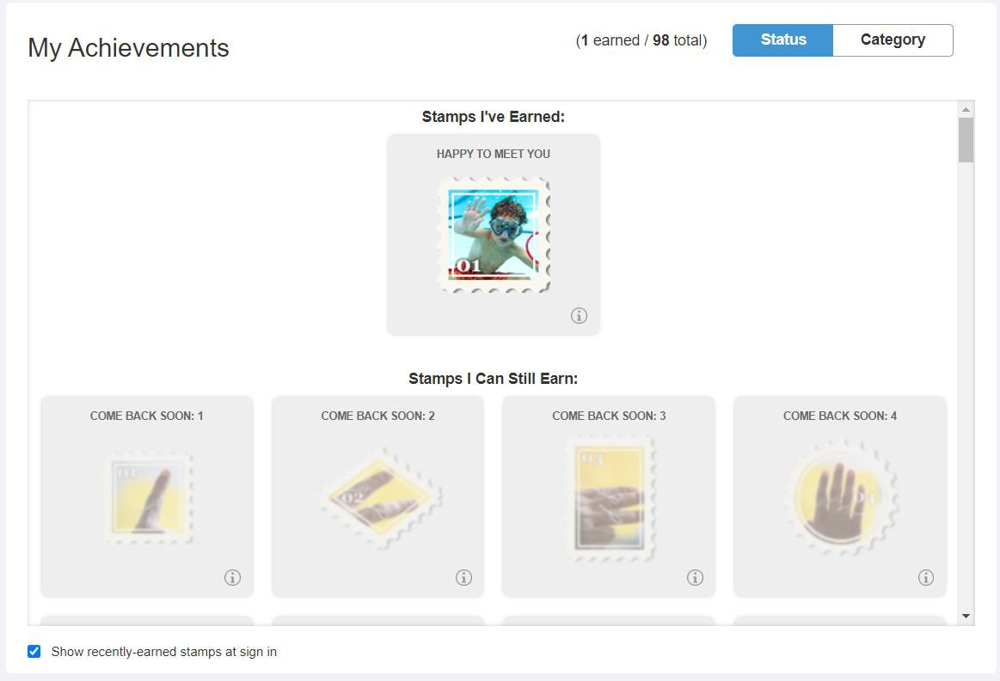 My Achievements
(1 earned / 98 total)
Status
Category
Stamps I've Earned:
HAPPY TO MEET YOU
01
Stamps I Can Still Earn:
COME BACK SOON: 1
COME BACK SOON: 2
COME BACK SOON: 3
COME BACK SOON: 4
01
02
03
04
Show recently-earned stamps at sign in